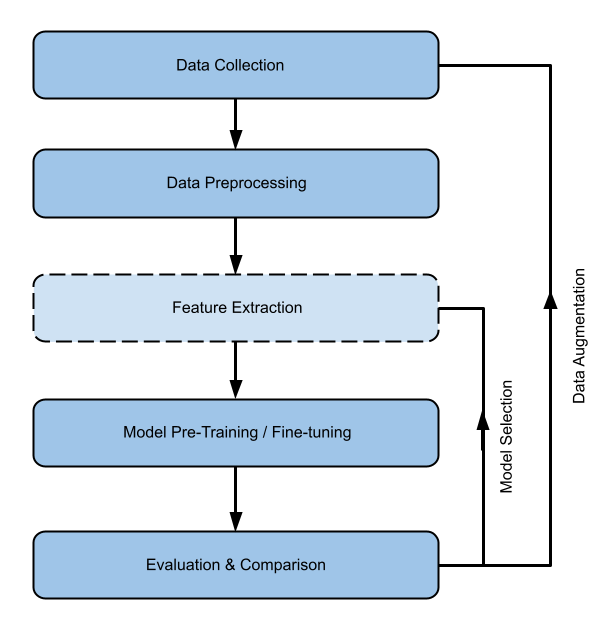 Data Collection
Data Preprocessing
Feature Extraction
Model Pre-Training / Fine-tuning
Evaluation & Comparison
Model Selection
Data Augmentation